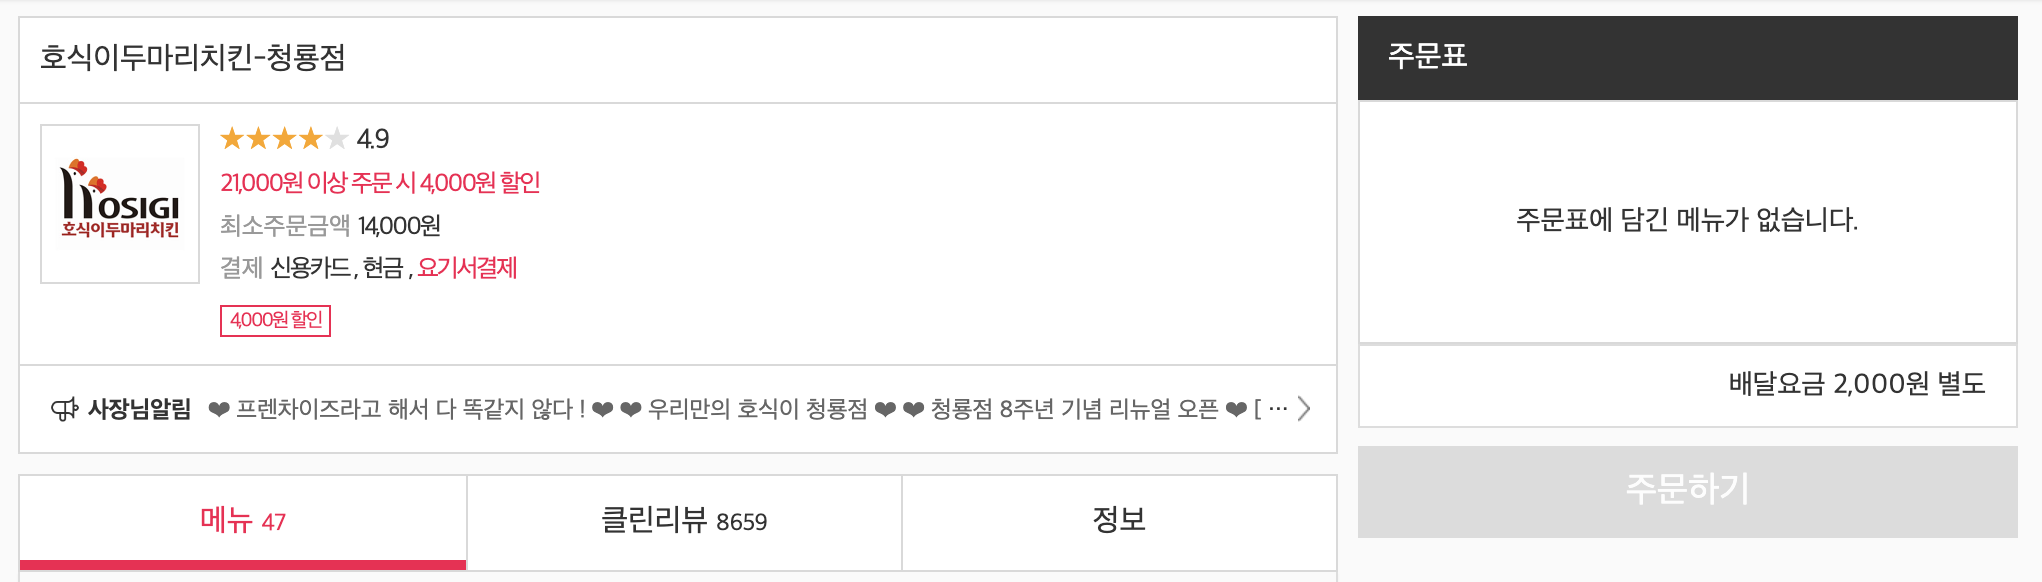 호식이두마리치킨-청룡점
HOSIGI
호식이두마리치킨
★★★★★ 4.9
21,000원 이상 주문 시 4,000원 할인
최소주문금액 14,000원
결제 신용카드 , 현금 , 요기서결제
4,000원 할인
사장님알림 ❤ 프렌차이즈라고 해서 다 똑같지 않다 ! ❤ ❤ 우리만의 호식이 청룡점 ❤ ❤ 청룡점 8주년 기념 리뉴얼 오픈 ❤ [ ···
메뉴 47
클린리뷰 8659
정보
주문표
주문표에 담긴 메뉴가 없습니다.
배달요금 2,000원 별도
주문하기